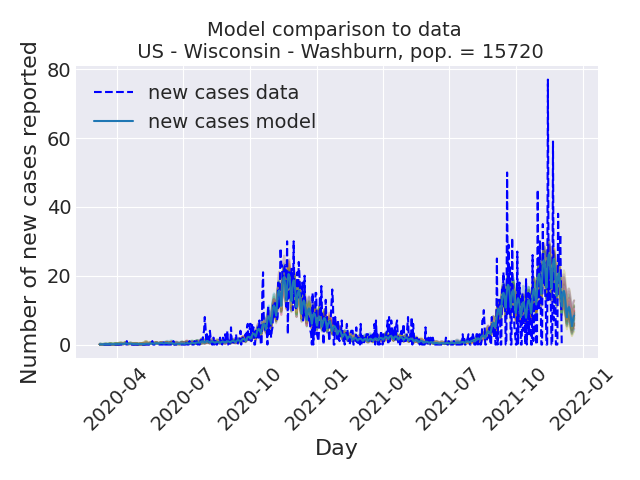 Model comparison to data
US - Wisconsin - Washburn, pop. = 15720
Number of new cases reported
80
60
40
20
0
new cases data
new cases model
2020-04
2020-07
2020-10
2021-01
2021-04
2021-07
2021-10
2022-01
Day